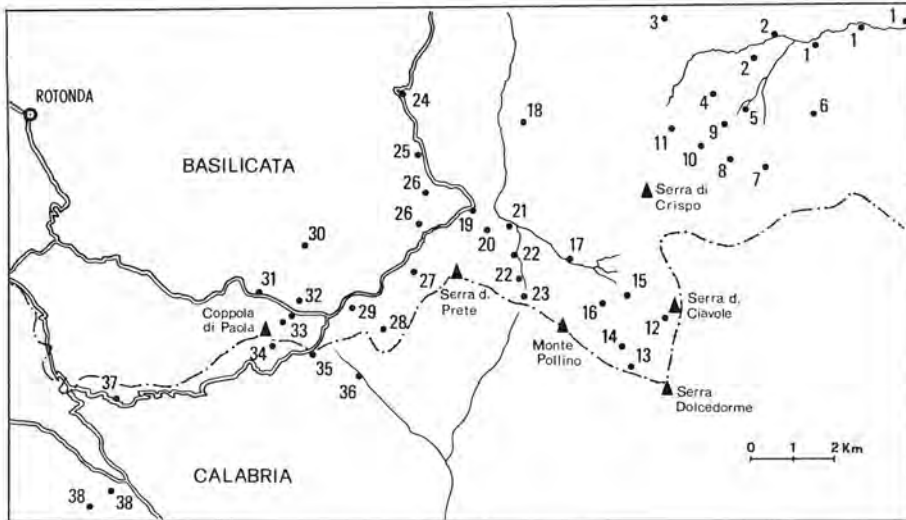 3
2
1
1
1
2
ROTONDA
24
4
5
6
18
9
11
10
BASILICATA
25
8
7
26
Serra di
Crispo
19
21
26
20
30
17
22
15
27
22
31
32
Serra d.
Prete
23
16
Serra d.
Ciavole
Coppola
di Paola
29
12
33
28
Monte
Pollino
14
34
13
35
37
36
Serra
Dolcedorme
0 1 2 Km
CALABRIA
38
38